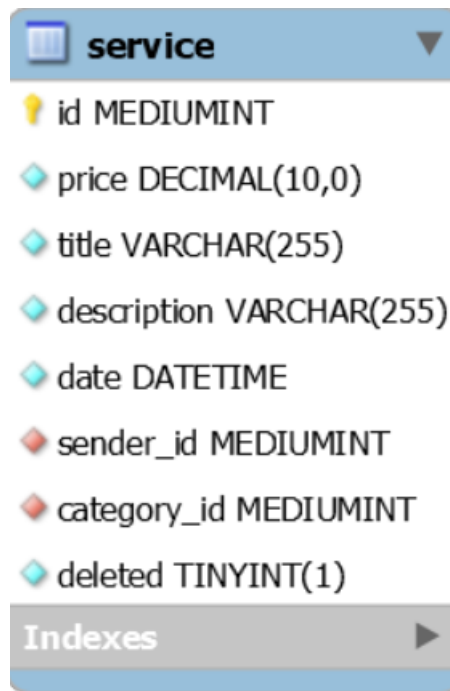 service
id MEDIUMINT
price DECIMAL(10,0)
title VARCHAR(255)
description VARCHAR(255)
date DATETIME
sender_id MEDIUMINT
category_id MEDIUMINT
deleted TINYINT(1)
Indexes